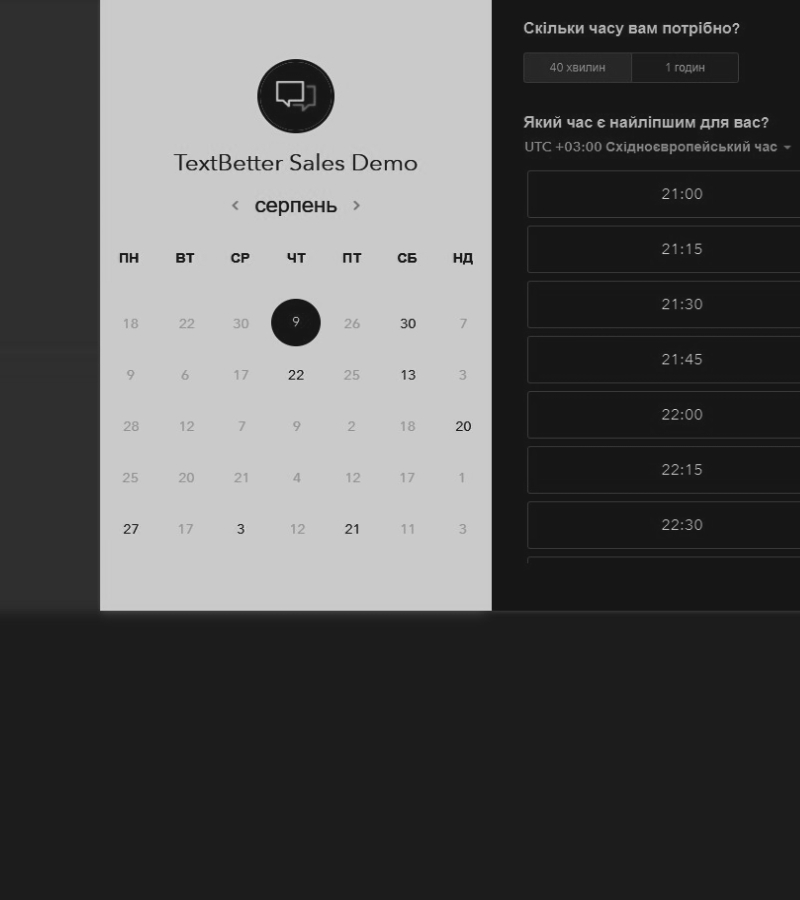 TextBetter Sales Demo
серпень
ПН ВТ СР ЧТ ПТ СБ НД
18 22 30 9 26 30 7
9 6 17 22 25 13 3
28 12 7 9 2 18 20
25 20 21 4 12 17 1
27 17 3 12 21 11 3
Скільки часу вам потрібно?
40 хвилин 1 годин
Який час є найліпшим для вас?
UTC +03:00 Східноєвропейський час
21:00
21:15
21:30
21:45
22:00
22:15
22:30